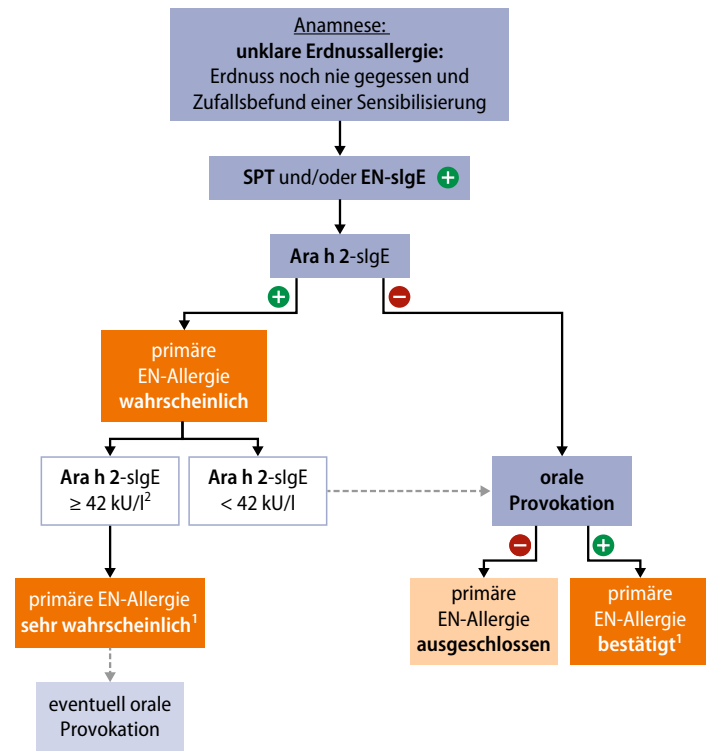 Anamnese:
unklare Erdnussallergie:
Erdnuss noch nie gegessen und
Zufallsbefund einer Sensibilisierung
SPT und/oder EN-sIgE +
Ara h 2-sIgE
+
−
primäre
EN-Allergie
wahrscheinlich
Ara h 2-sIgE
≥ 42 kU/l²
Ara h 2-sIgE
< 42 kU/l
orale
Provokation
−
+
primäre EN-Allergie
sehr wahrscheinlich¹
primäre
EN-Allergie
ausgeschlossen
primäre
EN-Allergie
bestätigt¹
eventuell orale
Provokation